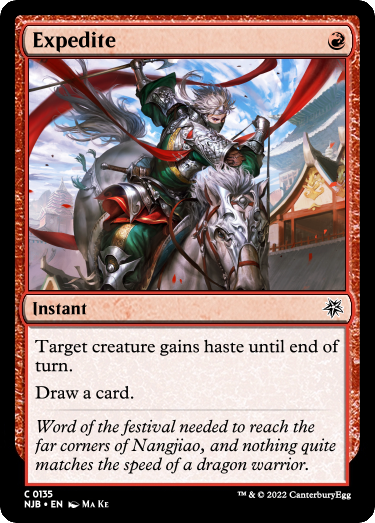 Expedite
Instant
Target creature gains haste until end of
turn.
Draw a card.
Word of the festival needed to reach the
far corners of Nangjiao, and nothing quite
matches the speed of a dragon warrior.
C 0135
NJB • EN Ma Ke
™ & © 2022 CanterburyEgg